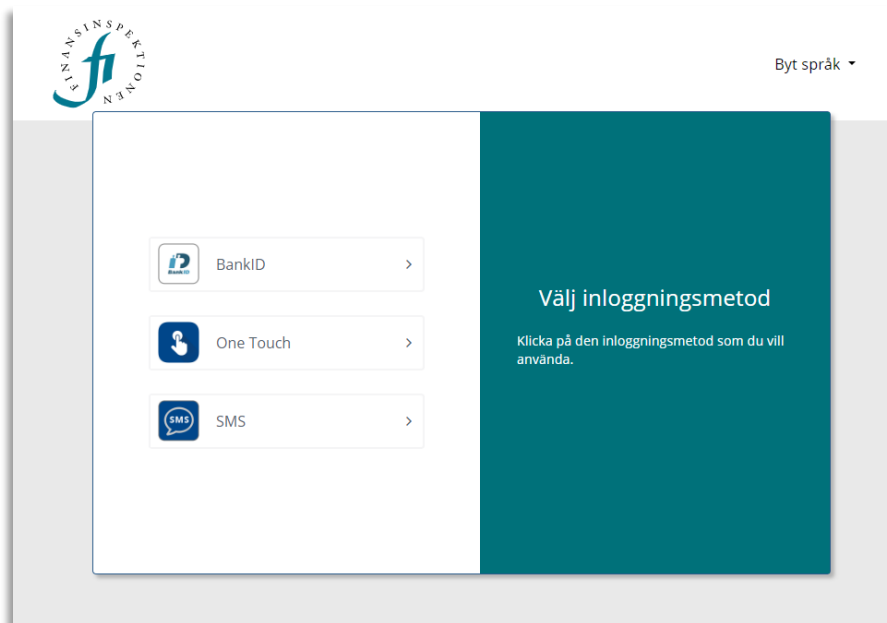 FINANSINSPEKTIONEN
fi
Byt språk
BankID
BankID
One Touch
SMS
SMS
Välj inloggningsmetod
Klicka på den inloggningsmetod som du vill
använda.